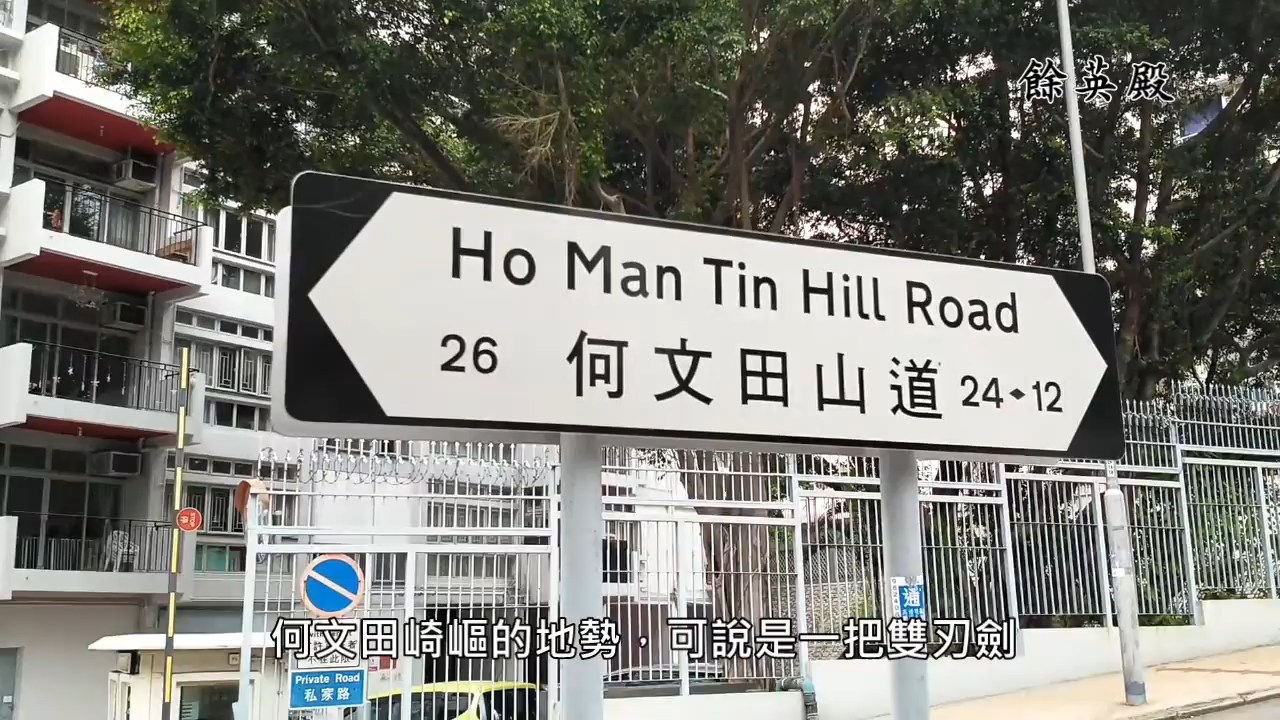 餘英殿
Ho Man Tin Hill Road
26 何文田山道 24 12
通
Private Road
私家路
何文田崎嶇的地勢，可說是一把雙刃劍